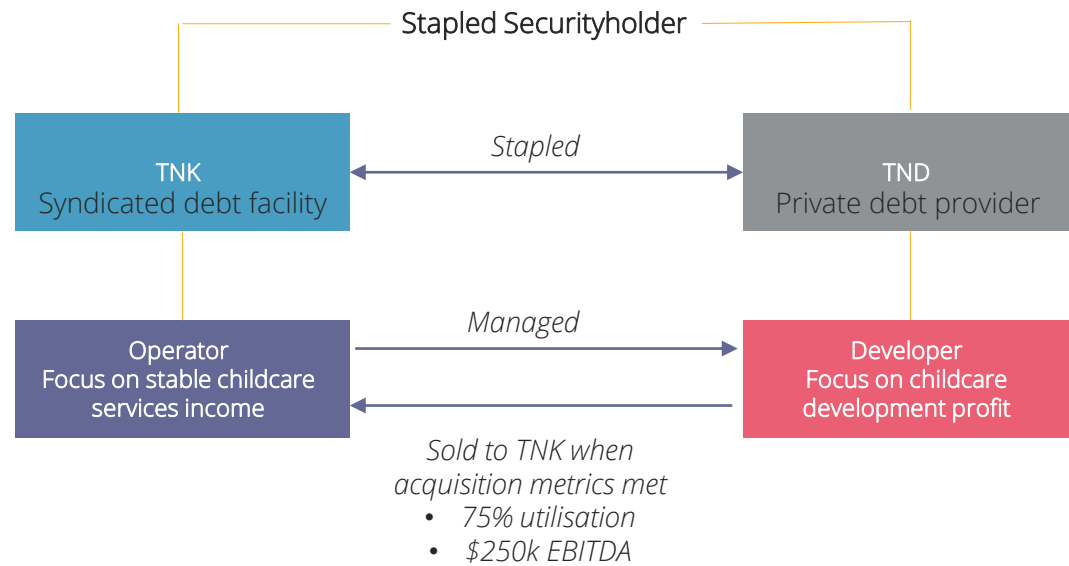 Stapled Securityholder
TNK
Syndicated debt facility
Stapled
TND
Private debt provider
Operator
Focus on stable childcare
services income
Managed
Developer
Focus on childcare
development profit
Sold to TNK when
acquisition metrics met
• 75% utilisation
• $250k EBITDA